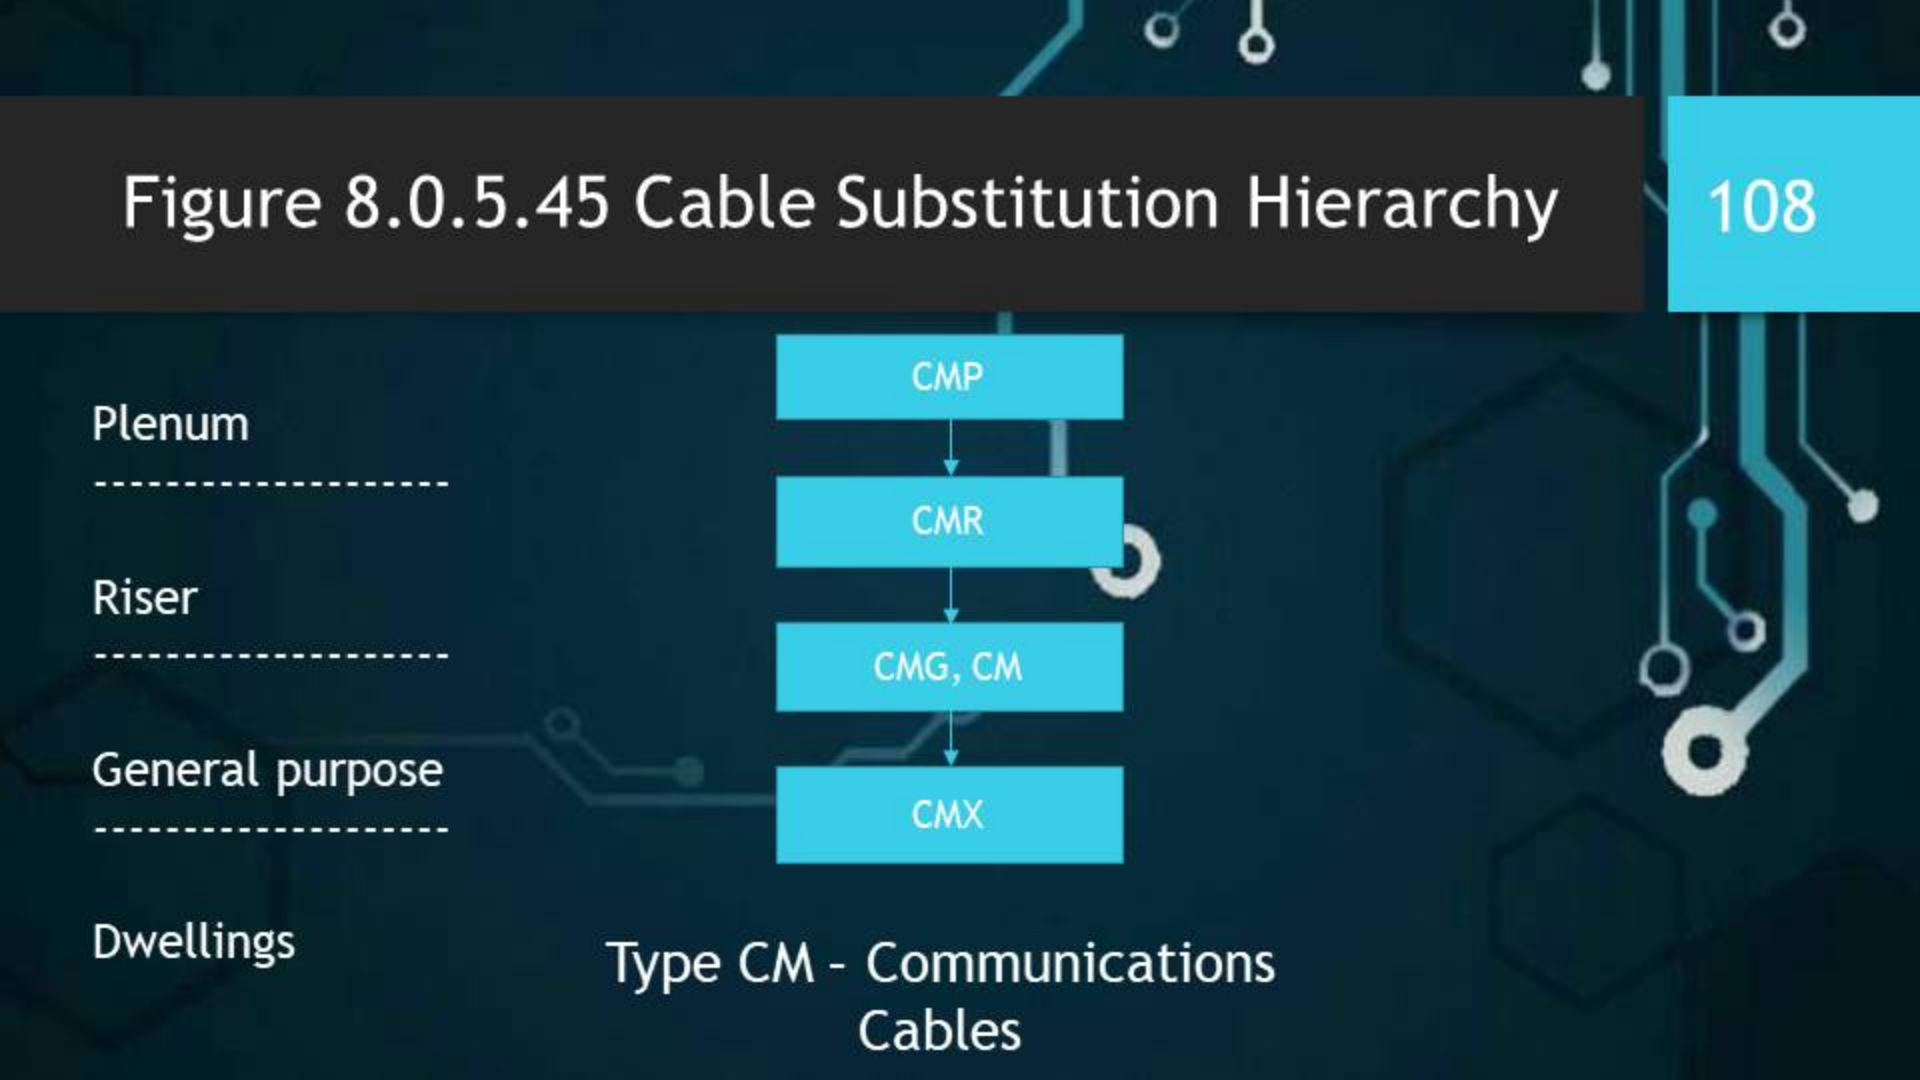 Figure 8.0.5.45 Cable Substitution Hierarchy
108
CMP
Plenum
-------------------
CMR
Riser
-------------------
CMG, CM
General purpose
-------------------
CMX
Dwellings
Type CM – Communications
Cables